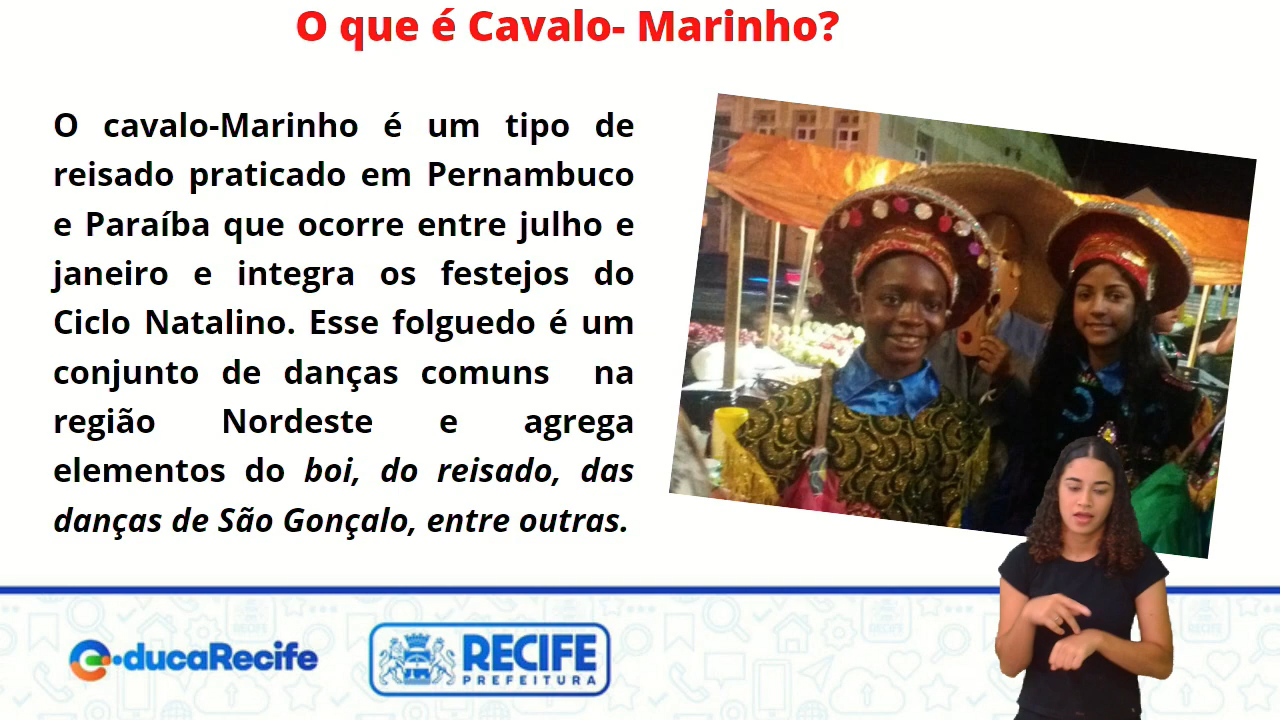 O que é Cavalo- Marinho?
O cavalo-Marinho é um tipo de
reisado praticado em Pernambuco
e Paraíba que ocorre entre julho e
janeiro e integra os festejos do
Ciclo Natalino. Esse folguedo é um
conjunto de danças comuns na
região Nordeste e agrega
elementos do boi, do reisado, das
danças de São Gonçalo, entre outras.
ducaRecife
RECIFE
PREFEITURA